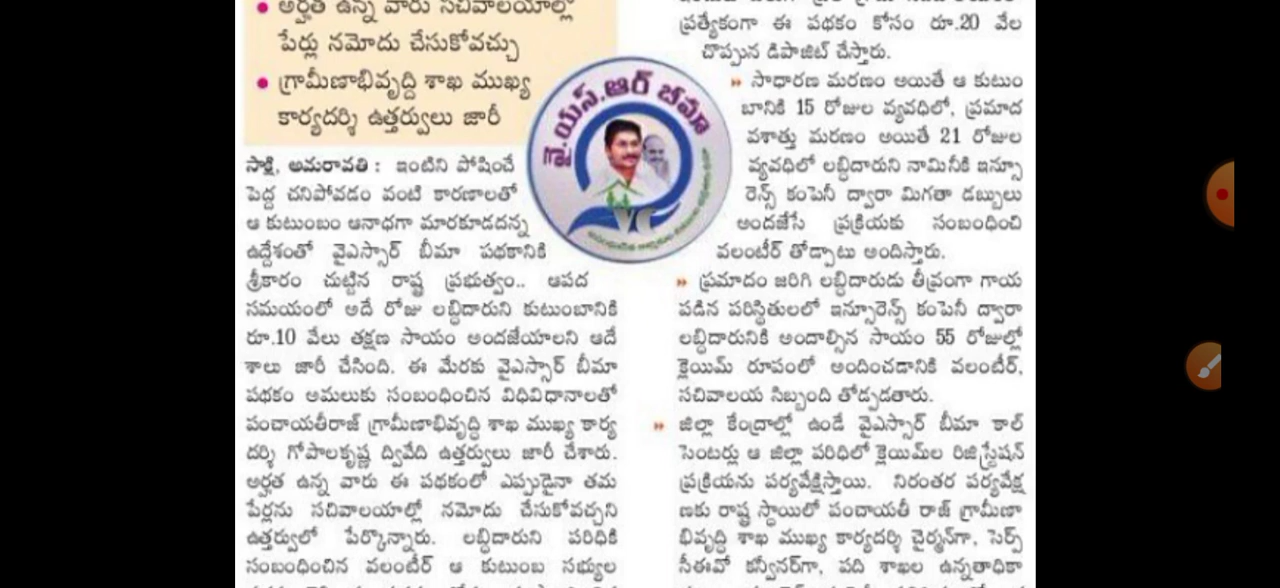 అర్హత ఉన్న వారు సచివాలయాల్లో
పేర్లు నమోదు చేసుకోవచ్చు
గ్రామీణాభివృద్ది శాఖ ముఖ్య
కార్యదర్శి ఉత్తర్వులు జారీ
సాక్షి, అమరావతి : ఇంటిని పోషించే
పెద్ద చనిపోవడం వంటి కారణాలతో
ఆ కుటుంబం అనాధగా మారకూడదన్న
ఉద్దేశంతో వైఎస్సార్ బీమా పథకానికి
శ్రీకారం చుట్టిన రాష్ట్ర ప్రభుత్వం.. ఆపద
సమయంలో అదే రోజు లబ్ధిదారుని కుటుంబానికి
రూ.10 వేలు తక్షణ సాయం అందజేయాలని ఆదే
శాలు జారీ చేసింది. ఈ మేరకు వైఎస్సార్ బీమా
పథకం అమలుకు సంబంధించిన విధివిధానాలతో
పంచాయతీరాజ్ గ్రామీణాభివృద్ధి శాఖ ముఖ్య కార్య
దర్శి గోపాలకృష్ణ ద్వివేది ఉత్తర్వులు జారీ చేశారు.
అర్హత ఉన్న వారు ఈ పథకంలో ఎప్పుడైనా తమ
పేర్లను సచివాలయాల్లో నమోదు చేసుకోవచ్చని
ఉత్తర్వులో పేర్కొన్నారు. లబ్ధిదారుని పరిధికి
సంబంధించిన వలంటీర్ ఆ కుటుంబ సభ్యుల
వై.యస్.ఆర్ బీమా
YC
ప్రత్యేకంగా ఈ పథకం కోసం రూ.20 వేల
చొప్పున డిపాజిట్ చేస్తారు.
» సాధారణ మరణం అయితే ఆ కుటుం
బానికి 15 రోజుల వ్యవధిలో, ప్రమాద
వశాత్తు మరణం అయితే 21 రోజుల
వ్యవధిలో లబ్ధిదారుని నామినీకి ఇన్సూ
రెన్స్ కంపెనీ ద్వారా మిగతా డబ్బులు
అందజేసే ప్రక్రియకు సంబంధించి
వలంటీర్ తోడ్పాటు అందిస్తారు.
» ప్రమాదం జరిగి లబ్ధిదారుడు తీవ్రంగా గాయ
పడిన పరిస్థితులలో ఇన్సూరెన్స్ కంపెనీ ద్వారా
లబ్ధిదారునికి అందాల్సిన సాయం 55 రోజుల్లో
క్లెయిమ్ రూపంలో అందించడానికి వలంటీర్,
సచివాలయ సిబ్బంది తోడ్పడతారు.
» జిల్లా కేంద్రాల్లో ఉండే వైఎస్సార్ బీమా కాల్
సెంటర్లు ఆ జిల్లా పరిధిలో క్లెయిమ్‌ల రిజిస్ట్రేషన్
ప్రక్రియను పర్యవేక్షిస్తాయి. నిరంతర పర్యవేక్ష
ణకు రాష్ట్ర స్థాయిలో పంచాయతీ రాజ్ గ్రామీణా
భివృద్ధి శాఖ ముఖ్య కార్యదర్శి చైర్మన్‌గా, సెర్ప్
సీఈవో కన్వీనర్‌గా, పది శాఖల ఉన్నతాధికా